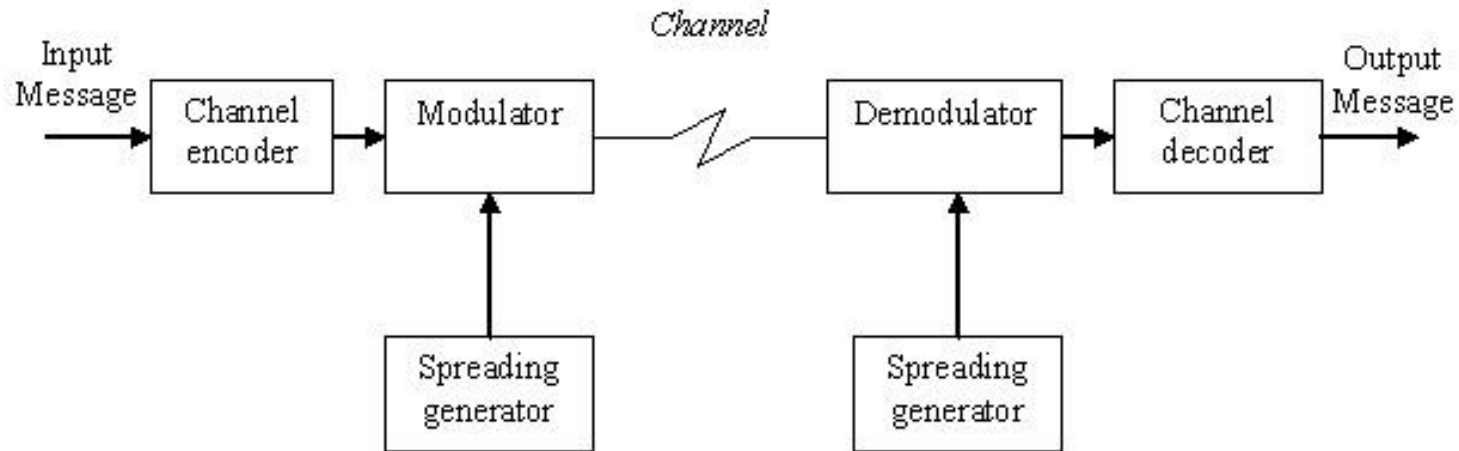 Channel
Input
Message
Channel
encoder
Modulator
Demodulator
Channel
decoder
Output
Message
Spreading
generator
Spreading
generator